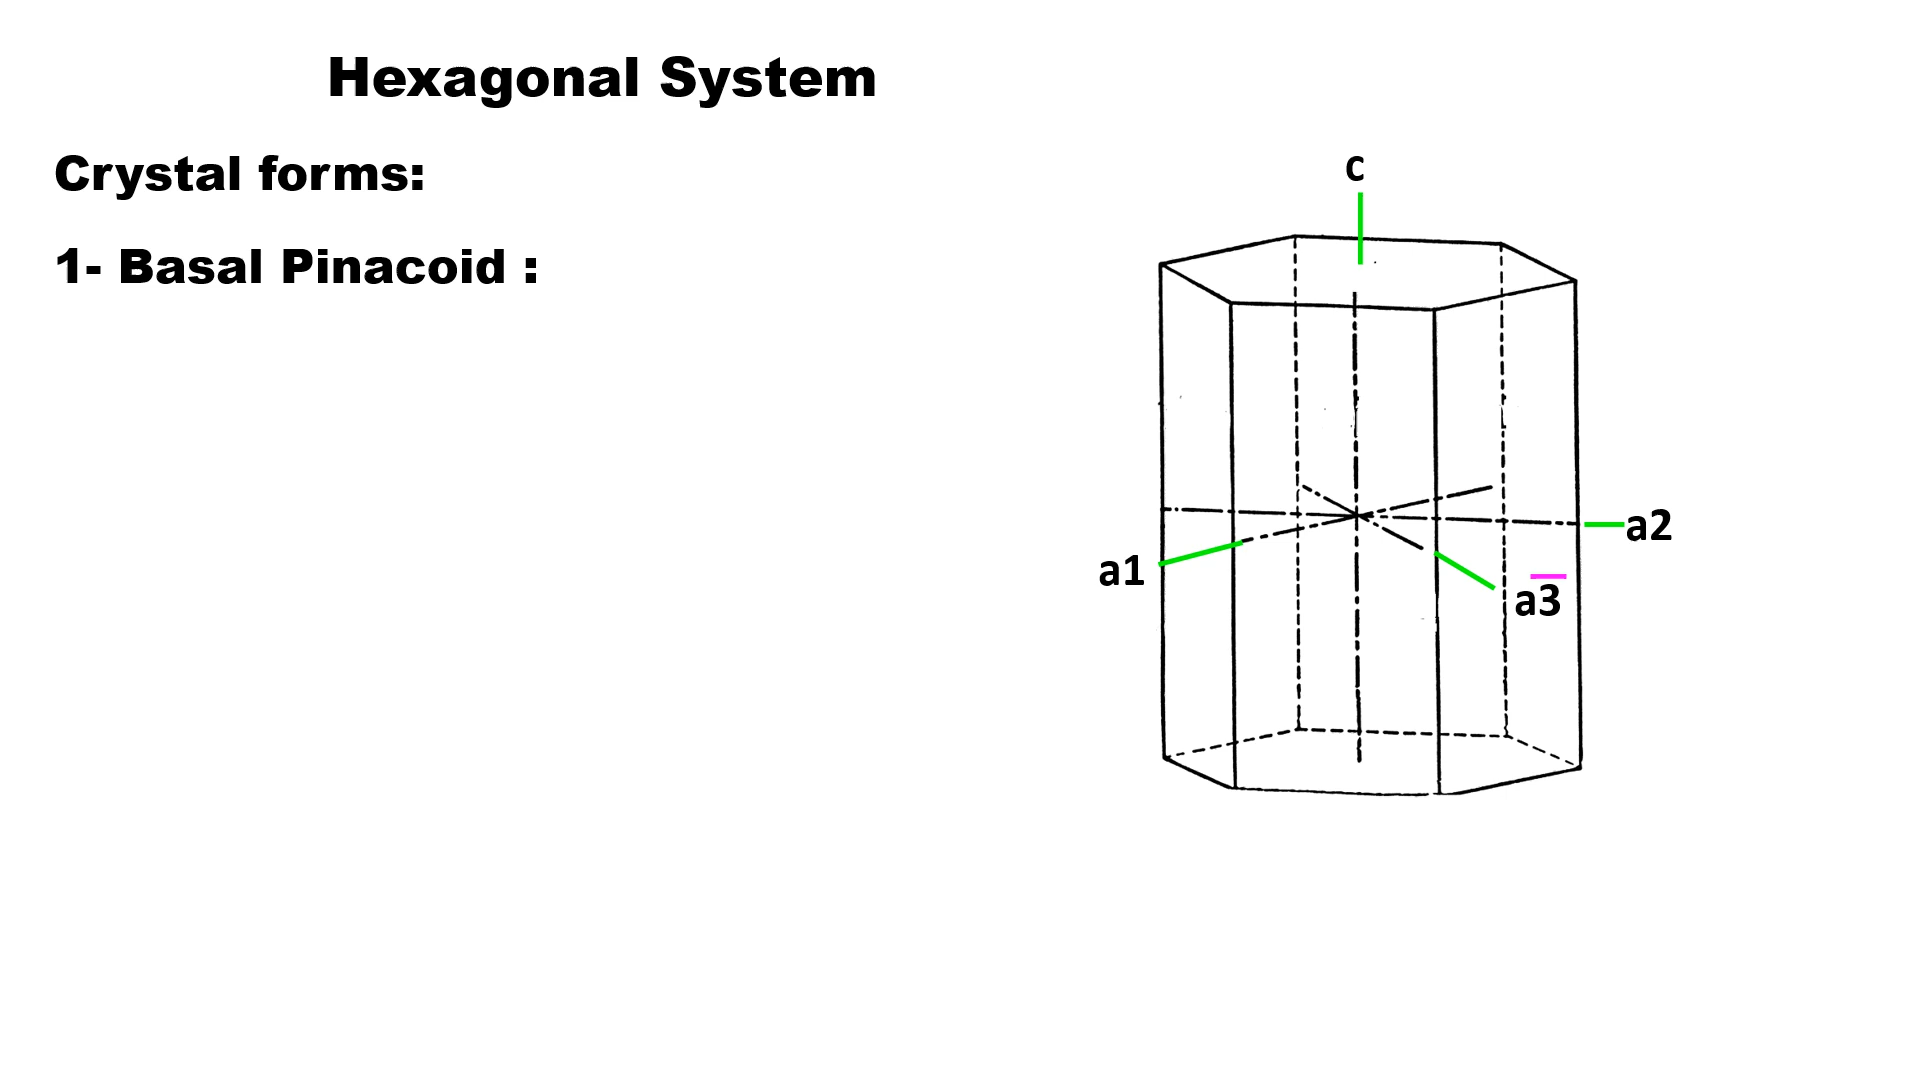 Hexagonal System
Crystal forms:
1- Basal Pinacoid :
c
a2
a1
a3